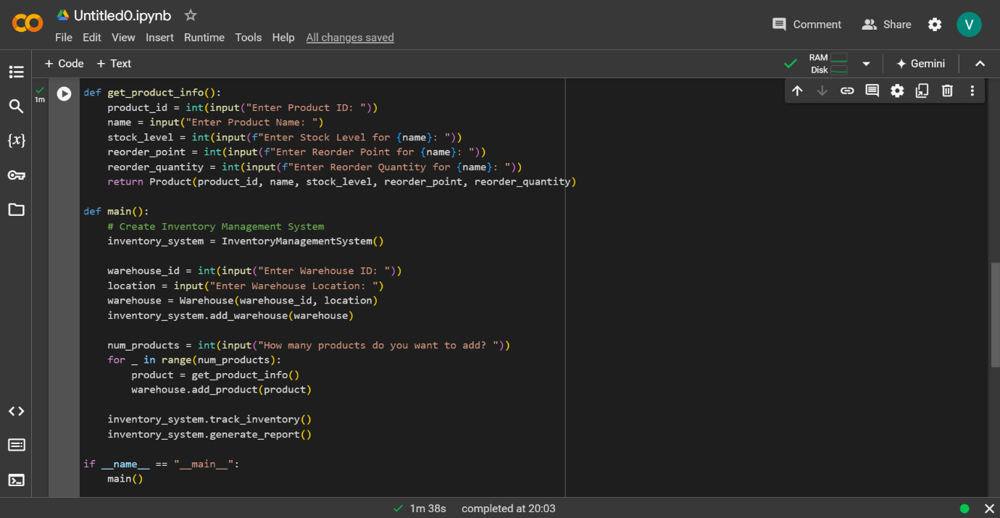 Untitled0.ipynb
File Edit View Insert Runtime Tools Help All changes saved
Comment Share V
+ Code + Text
RAM
Disk
Gemini
1m
def get_product_info():
    product_id = int(input("Enter Product ID: "))
    name = input("Enter Product Name: ")
    stock_level = int(input(f"Enter Stock Level for {name}: "))
    reorder_point = int(input(f"Enter Reorder Point for {name}: "))
    reorder_quantity = int(input(f"Enter Reorder Quantity for {name}: "))
    return Product(product_id, name, stock_level, reorder_point, reorder_quantity)
def main():
    # Create Inventory Management System
    inventory_system = InventoryManagementSystem()
    warehouse_id = int(input("Enter Warehouse ID: "))
    location = input("Enter Warehouse Location: ")
    warehouse = Warehouse(warehouse_id, location)
    inventory_system.add_warehouse(warehouse)
    num_products = int(input("How many products do you want to add? "))
    for _ in range(num_products):
        product = get_product_info()
        warehouse.add_product(product)
    inventory_system.track_inventory()
    inventory_system.generate_report()
if __name__ == "__main__":
    main()
1m 38s completed at 20:03